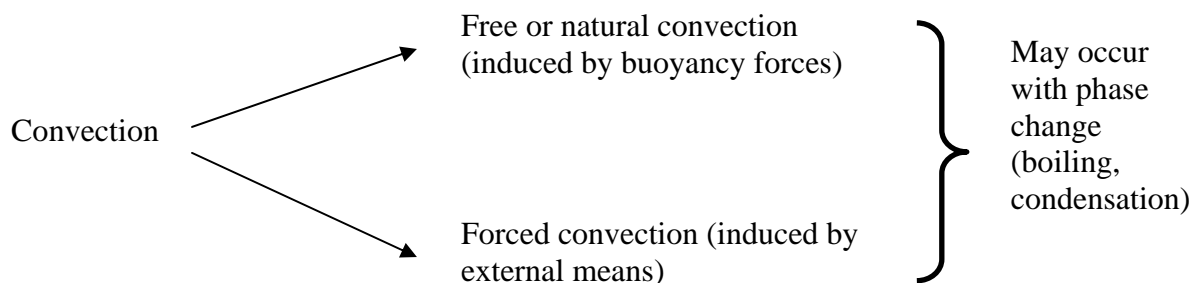 Convection
Free or natural convection
(induced by buoyancy forces)
Forced convection (induced by
external means)
May occur
with phase
change
(boiling,
condensation)